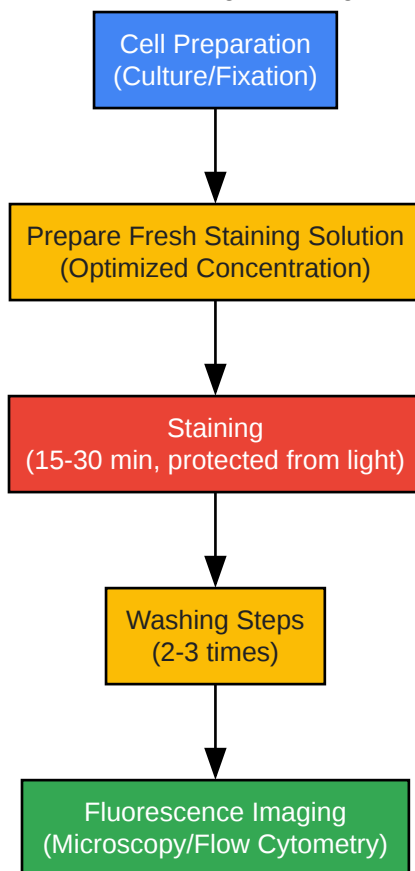 Cell Preparation
(Culture/Fixation)
Prepare Fresh Staining Solution
(Optimized Concentration)
Staining
(15-30 min, protected from light)
Washing Steps
(2-3 times)
Fluorescence Imaging
(Microscopy/Flow Cytometry)